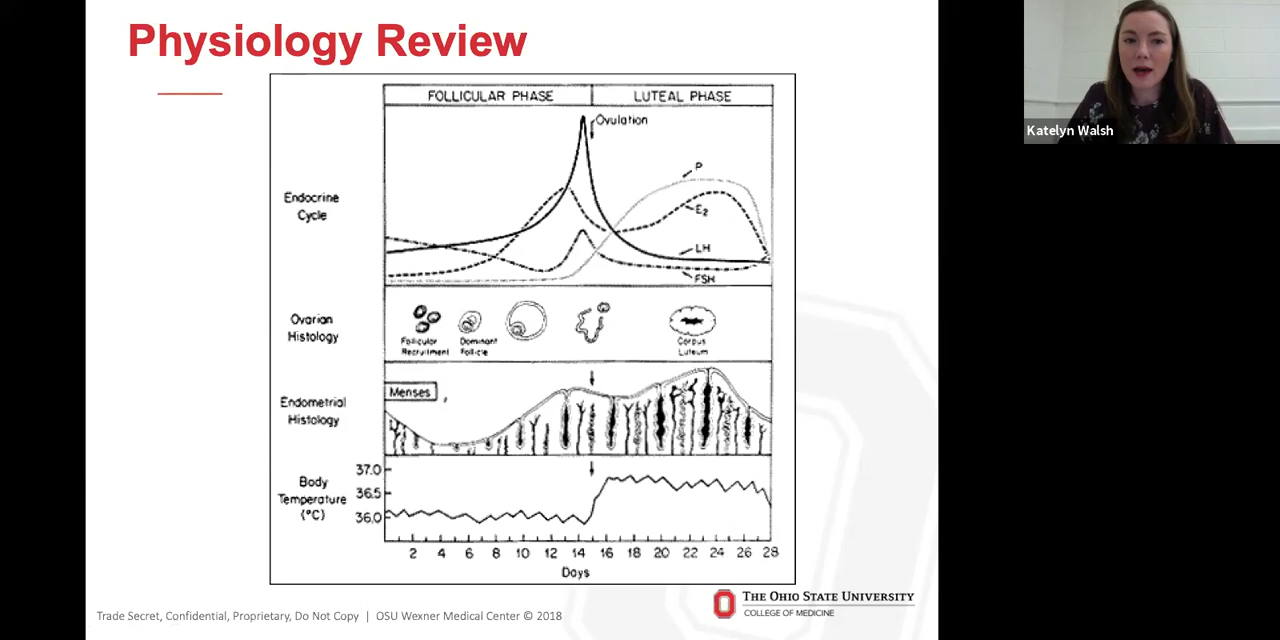 Physiology Review
Katelyn Walsh
FOLLICULAR PHASE
LUTEAL PHASE
Ovulation
Endocrine
Cycle
P
E2
LH
FSH
Ovarian
Histology
Follicular
Recruitment
Dominant
Follicle
Corpus
Luteum
Menses
Endometrial
Histology
Body
Temperature
(°C)
37.0
36.5
36.0
2 4 6 8 10 12 14 16 18 20 22 24 26 28
Days
Trade Secret, Confidential, Proprietary, Do Not Copy | OSU Wexner Medical Center © 2018
THE OHIO STATE UNIVERSITY
COLLEGE OF MEDICINE